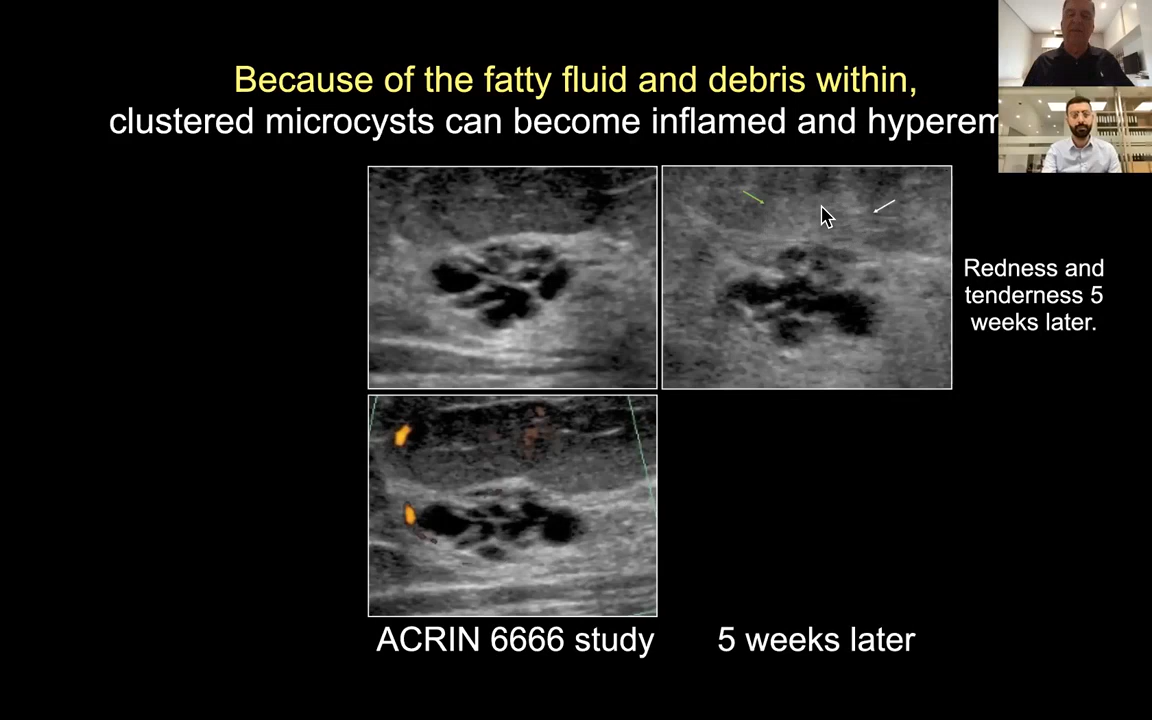 Because of the fatty fluid and debris within,
clustered microcysts can become inflamed and hyperem
Redness and
tenderness 5
weeks later.
ACRIN 6666 study
5 weeks later